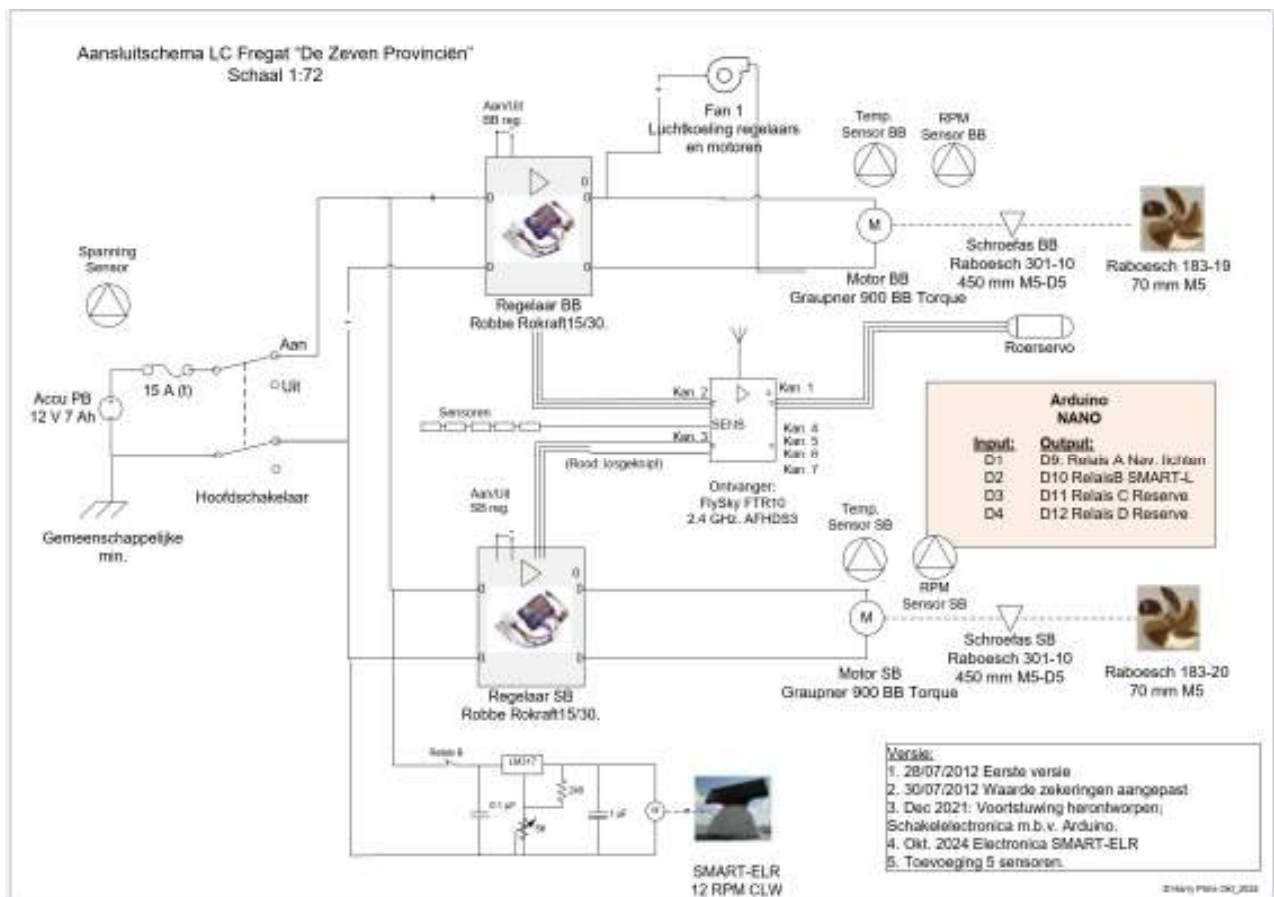 Aansluitschema LC Fregat "De Zeven Provinciën"
Schaal 1:72
Aan/Uit
BB reg.
Fan 1
Luchtkoeling regelaars
en motoren
Temp.
Sensor BB
RPM
Sensor BB
Spanning
Sensor
M
Schroefas BB
Raboesch 301-10
450 mm M5-D5
Raboesch 183-19
70 mm M5
Motor BB
Graupner 900 BB Torque
Regelaar BB
Robbe Rokraft15/30.
Aan
Uit
15 A (t)
Accu PB
12 V 7 Ah
Hoofdschakelaar
Gemeenschappelijke
min.
Roerservo
Kan. 2
Kan. 1
Sensoren
SENS
Kan. 3
Kan. 4
Kan. 5
Kan. 6
Kan. 7
(Rood losgeknipt)
Ontvanger:
FlySky FTR10
2.4 GHz. AFHDS3
Arduino
NANO
Input: Output:
D1 D9: Relais A Nav. lichten
D2 D10 RelaisB SMART-L
D3 D11 Relais C Reserve
D4 D12 Relais D Reserve
Aan/Uit
SB reg.
Temp.
Sensor SB
RPM
Sensor SB
M
Schroefas SB
Raboesch 301-10
450 mm M5-D5
Raboesch 183-20
70 mm M5
Motor SB
Graupner 900 BB Torque
Regelaar SB
Robbe Rokraft15/30.
Relais B
LM317
0.1 µF
1 µF
SMART-ELR
12 RPM CLW
Versie:
1. 28/07/2012 Eerste versie
2. 30/07/2012 Waarde zekeringen aangepast
3. Dec 2021: Voortstuwing herontworpen;
Schakelelectronica m.b.v. Arduino.
4. Okt. 2024 Electronica SMART-ELR
5. Toevoeging 5 sensoren.